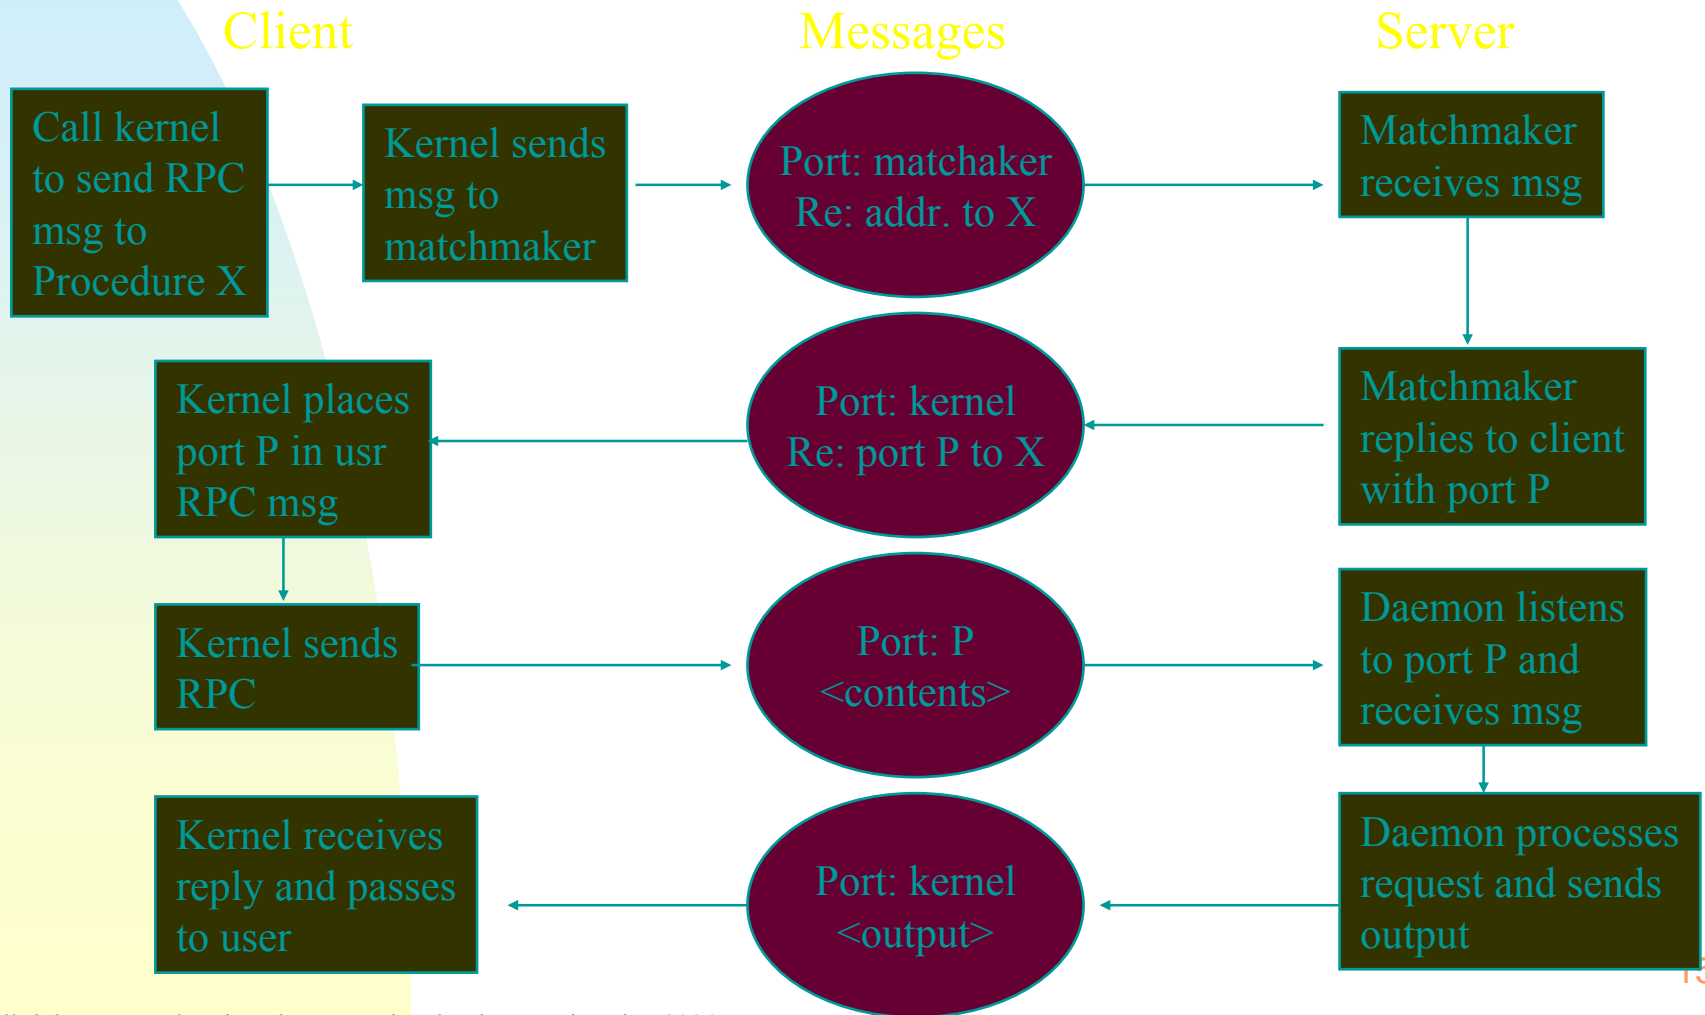 Client
Messages
Server
Call kernel
to send RPC
msg to
Procedure X
Kernel sends
msg to
matchmaker
Port: matchaker
Re: addr. to X
Matchmaker
receives msg
Kernel places
port P in usr
RPC msg
Port: kernel
Re: port P to X
Matchmaker
replies to client
with port P
Kernel sends
RPC
Port: P
<contents>
Daemon listens
to port P and
receives msg
Kernel receives
reply and passes
to user
Port: kernel
<output>
Daemon processes
request and sends
output